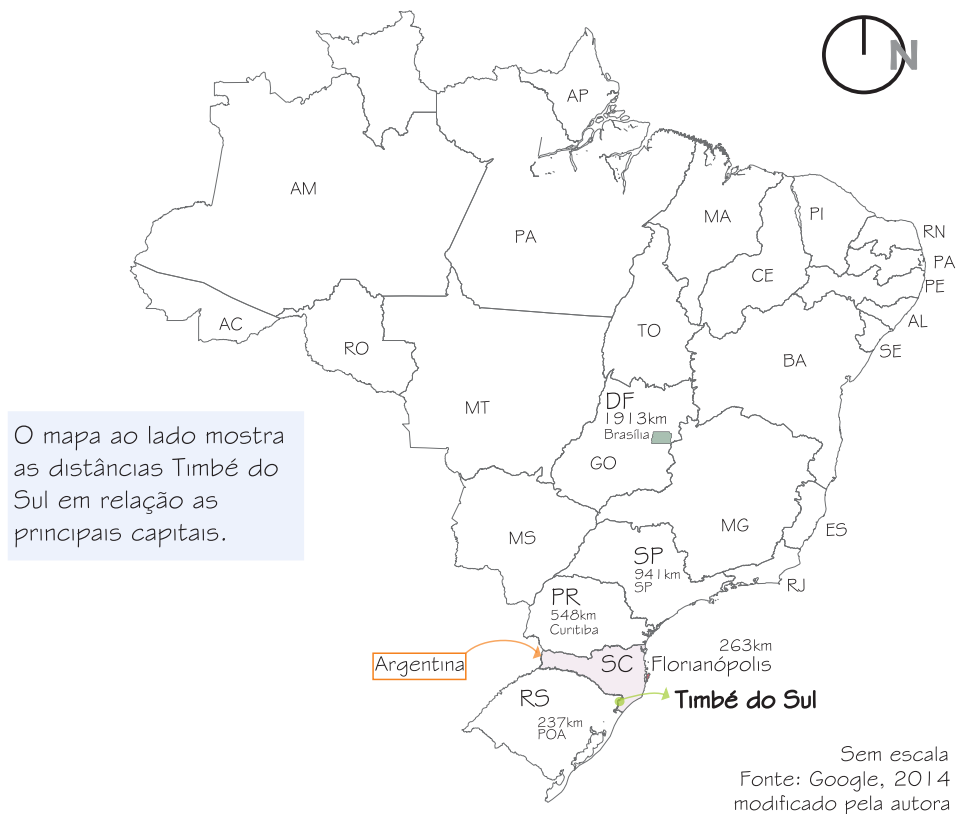 N
AP
AM
PA
MA
PI
RN
PA
CE
PE
AL
AC
RO
TO
SE
BA
MT
DF
1913km
Brasília
GO
O mapa ao lado mostra
as distâncias Timbé do
Sul em relação as
principais capitais.
MS
MG
ES
SP
941km
SP
RJ
PR
548km
Curitiba
263km
Florianópolis
Argentina
SC
Timbé do Sul
RS
237km
POA
Sem escala
Fonte: Google, 2014
modificado pela autora